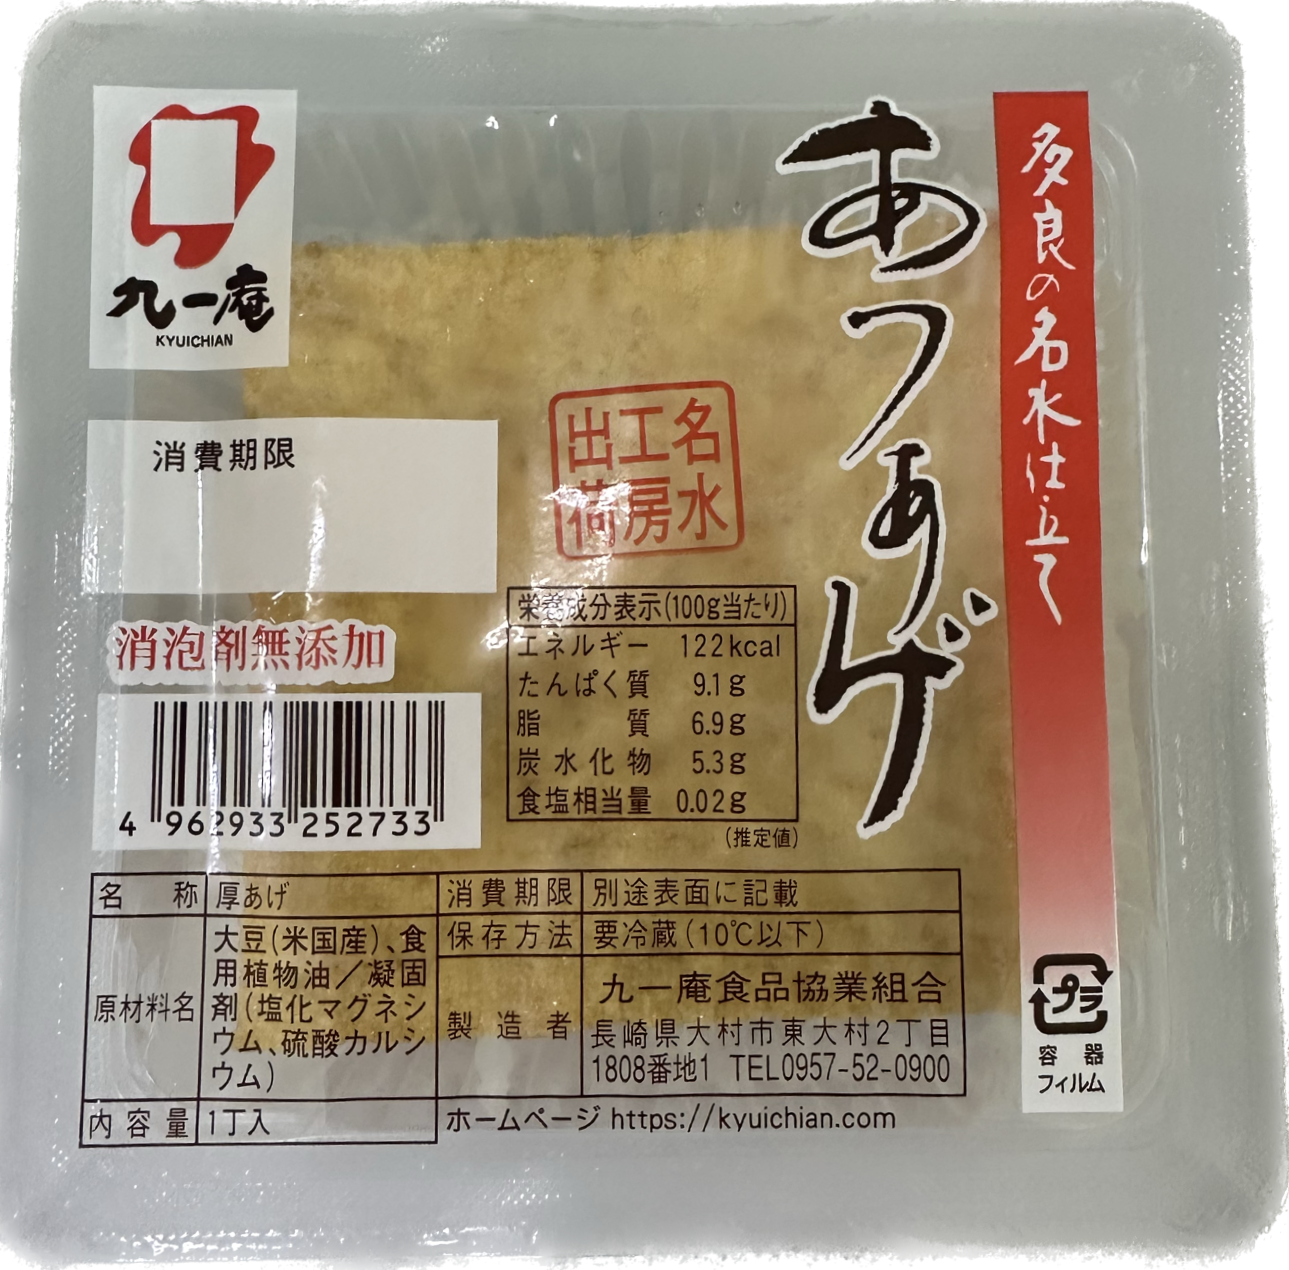 九一庵
KYUICHIAN
多良の名水仕立て
あつあげ
消費期限
名水
工房
出荷
消泡剤無添加
4 962933 252733
栄養成分表示(100g当たり)
エネルギー 122kcal
たんぱく質 9.1g
脂質 6.9g
炭水化物 5.3g
食塩相当量 0.02g
(推定値)
名称 厚あげ
原材料名 大豆(米国産)、食
用植物油/凝固
剤(塩化マグネシ
ウム、硫酸カルシ
ウム)
内容量 1丁入
消費期限 別途表面に記載
保存方法 要冷蔵(10℃以下)
製造者 九一庵食品協業組合
長崎県大村市東大村2丁目
1808番地1 TEL0957-52-0900
ホームページ https://kyuichian.com
プラ
容器
フィルム